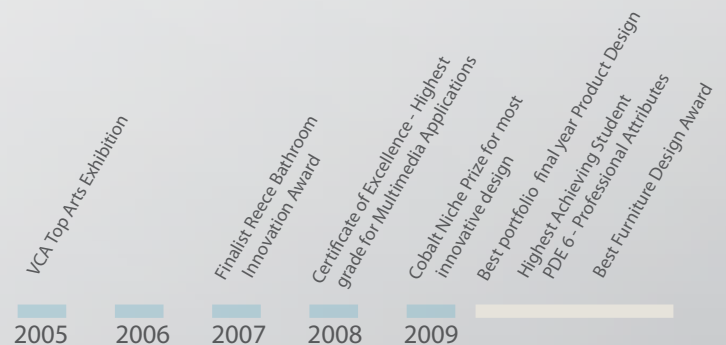 VCA Top Arts Exhibition
Finalist Reece Bathroom
Innovation Award
Certificate of Excellence - Highest
grade for Multimedia Applications
Cobalt Niche Prize for most
innovative design
Best portfolio final year Product Design
Highest Achieving Student
PDE 6 - Professional Attributes
Best Furniture Design Award
2005
2006
2007
2008
2009